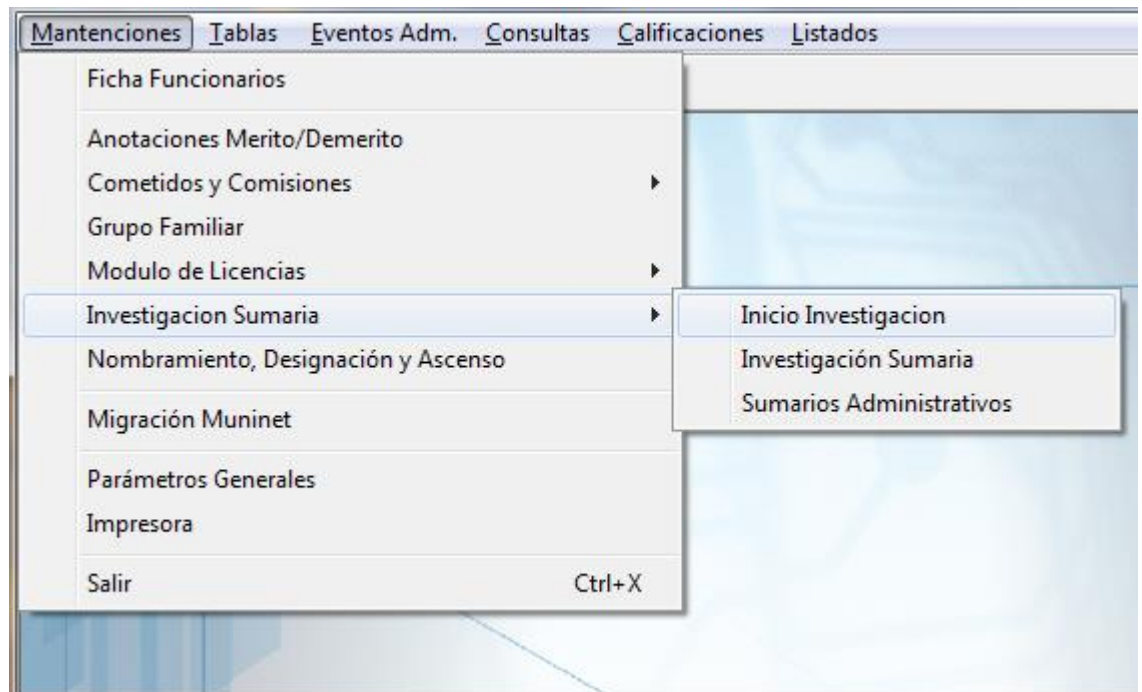 Mantenciones Tablas Eventos Adm. Consultas Calificaciones Listados
Ficha Funcionarios
Anotaciones Merito/Demerito
Cometidos y Comisiones
Grupo Familiar
Modulo de Licencias
Investigacion Sumaria
Nombramiento, Designación y Ascenso
Migración Muninet
Parámetros Generales
Impresora
Salir Ctrl+X
Inicio Investigacion
Investigación Sumaria
Sumarios Administrativos